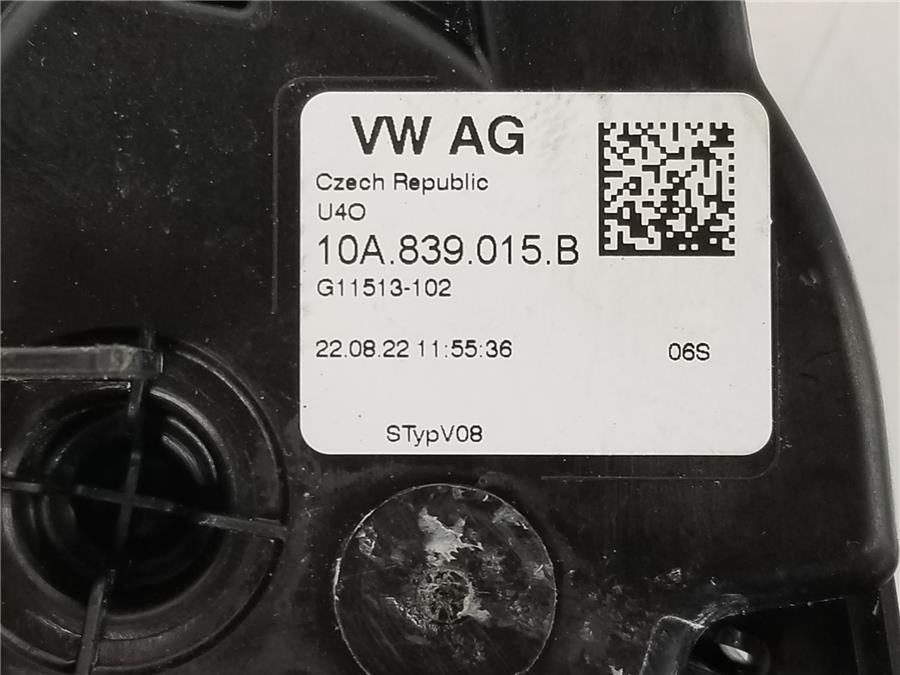 VW AG
Czech Republic
U4O
10A.839.015.B
G11513-102
22.08.22 11:55:36 06S
STypV08